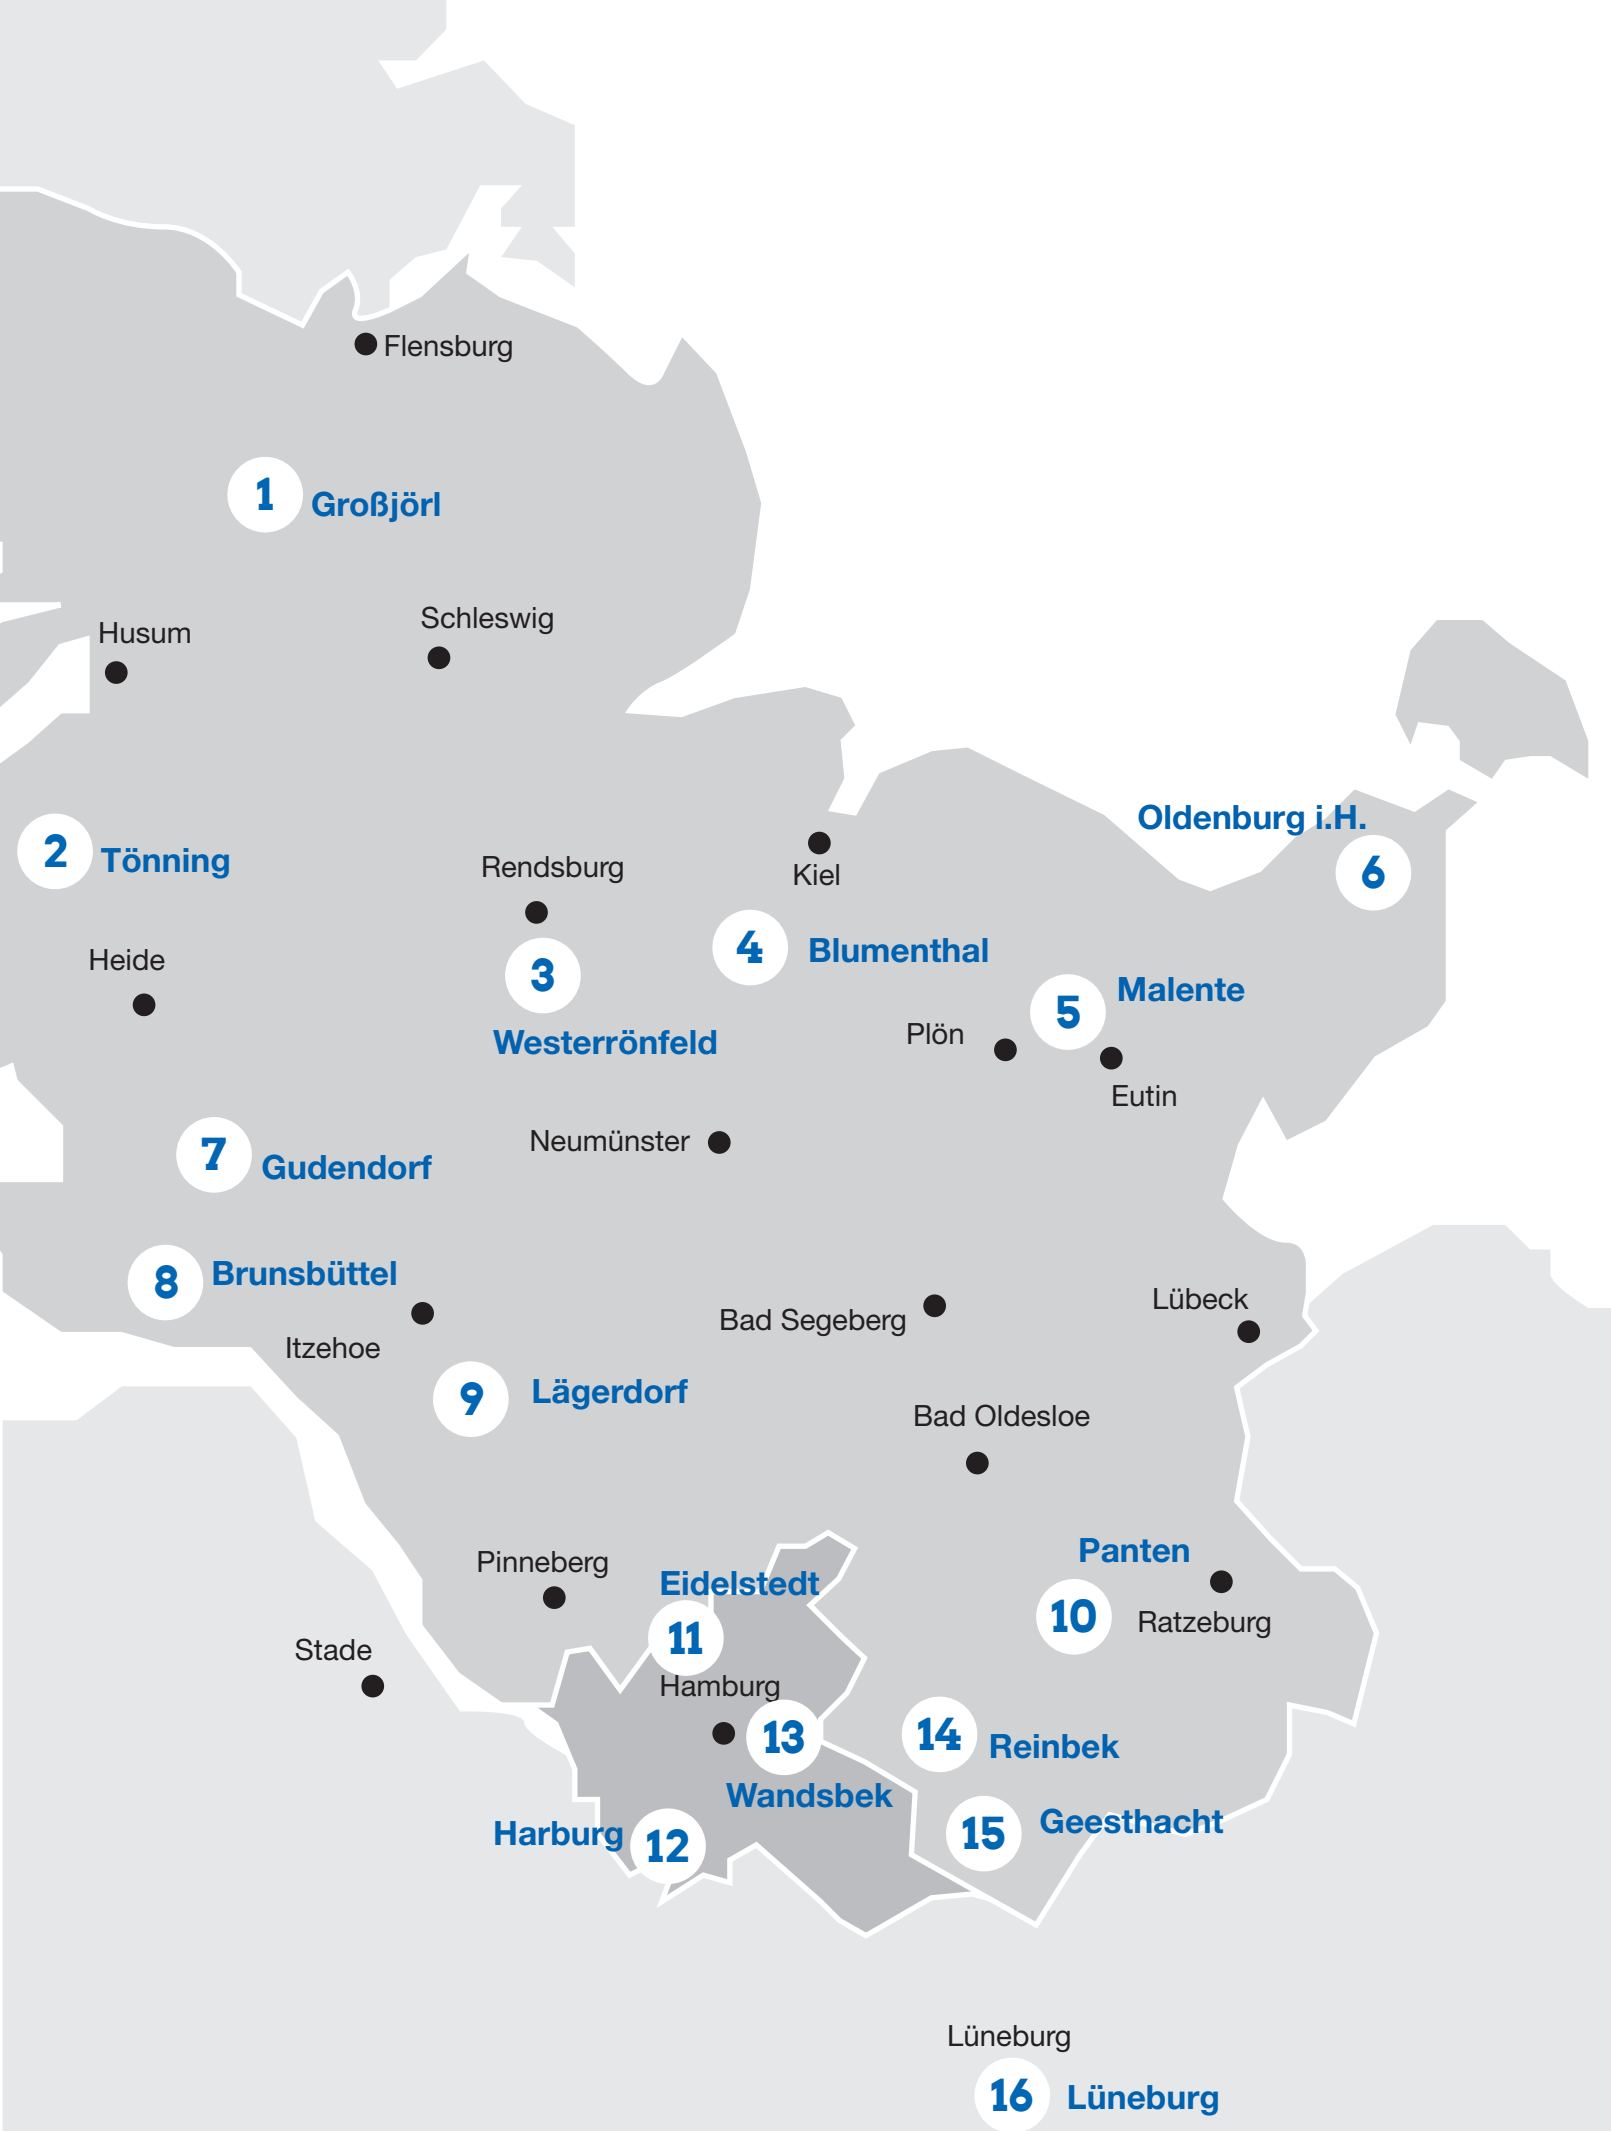 Flensburg
1 Großjörl
Husum
Schleswig
2 Tönning
Oldenburg i.H.
6
Rendsburg
Kiel
3
Westerrönfeld
4 Blumenthal
Heide
5 Malente
Plön
Eutin
Neumünster
7 Gudendorf
8 Brunsbüttel
Itzehoe
Bad Segeberg
Lübeck
9 Lägerdorf
Bad Oldesloe
Pinneberg
Eidelstedt
11
Panten
10
Ratzeburg
Stade
Hamburg
13
Wandsbek
14 Reinbek
Harburg 12
15 Geesthacht
Lüneburg
16 Lüneburg